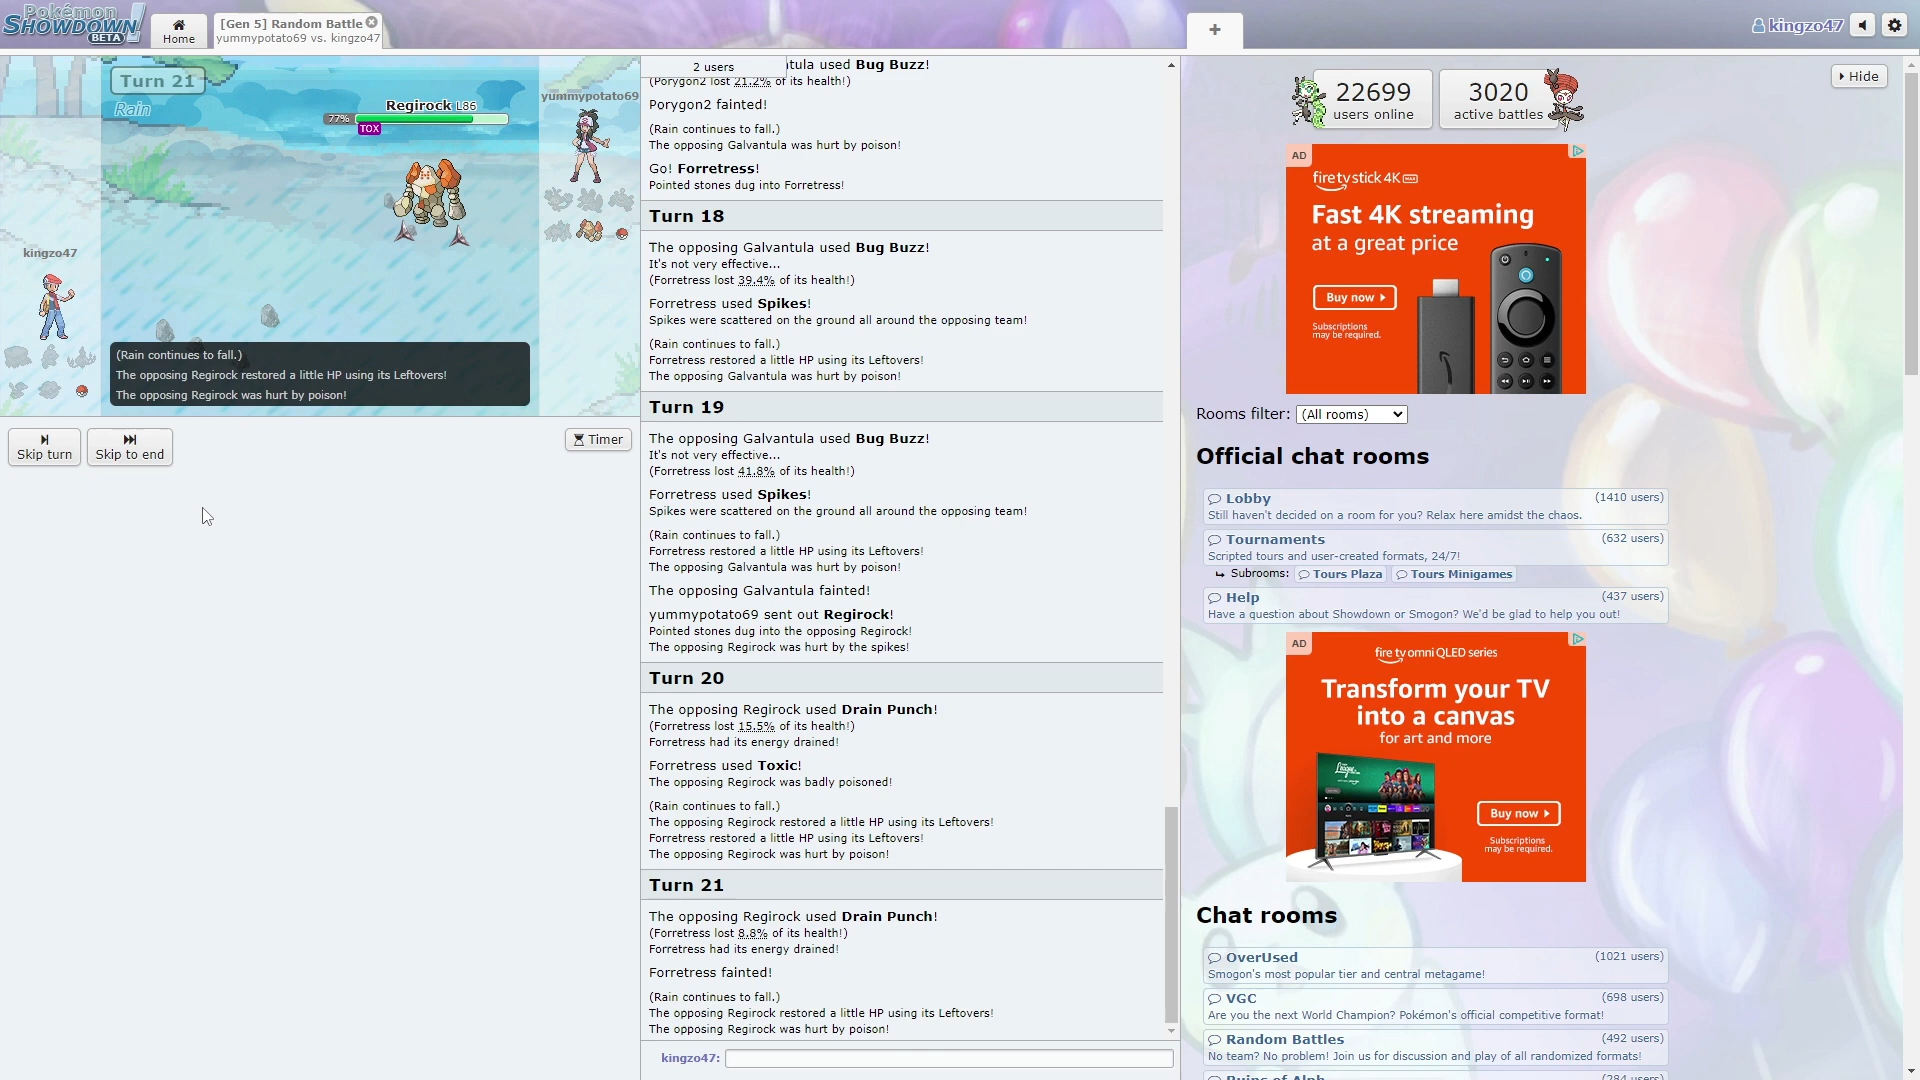 Pokémon
SHOWDOWN!
BETA
Home
[Gen 5] Random Battle
yummypotato69 vs. kingzo47
+
kingzo47
Turn 21
Rain
Regirock L86
77%
TOX
yummypotato69
kingzo47
(Rain continues to fall.)
The opposing Regirock restored a little HP using its Leftovers!
The opposing Regirock was hurt by poison!
Skip turn
Skip to end
Timer
2 users
tula used Bug Buzz!
(Porygon2 lost 21.2% of its health!)
Porygon2 fainted!
(Rain continues to fall.)
The opposing Galvantula was hurt by poison!
Go! Forretress!
Pointed stones dug into Forretress!
Turn 18
The opposing Galvantula used Bug Buzz!
It's not very effective...
(Forretress lost 39.4% of its health!)
Forretress used Spikes!
Spikes were scattered on the ground all around the opposing team!
(Rain continues to fall.)
Forretress restored a little HP using its Leftovers!
The opposing Galvantula was hurt by poison!
Turn 19
The opposing Galvantula used Bug Buzz!
It's not very effective...
(Forretress lost 41.8% of its health!)
Forretress used Spikes!
Spikes were scattered on the ground all around the opposing team!
(Rain continues to fall.)
Forretress restored a little HP using its Leftovers!
The opposing Galvantula was hurt by poison!
The opposing Galvantula fainted!
yummypotato69 sent out Regirock!
Pointed stones dug into the opposing Regirock!
The opposing Regirock was hurt by the spikes!
Turn 20
The opposing Regirock used Drain Punch!
(Forretress lost 15.5% of its health!)
Forretress had its energy drained!
Forretress used Toxic!
The opposing Regirock was badly poisoned!
(Rain continues to fall.)
The opposing Regirock restored a little HP using its Leftovers!
Forretress restored a little HP using its Leftovers!
The opposing Regirock was hurt by poison!
Turn 21
The opposing Regirock used Drain Punch!
(Forretress lost 8.8% of its health!)
Forretress had its energy drained!
Forretress fainted!
(Rain continues to fall.)
The opposing Regirock restored a little HP using its Leftovers!
The opposing Regirock was hurt by poison!
kingzo47:
Hide
22699
users online
3020
active battles
AD
fire tv stick 4K MAX
Fast 4K streaming
at a great price
Buy now
Subscriptions
may be required.
Rooms filter: (All rooms)
Official chat rooms
Lobby (1410 users)
Still haven't decided on a room for you? Relax here amidst the chaos.
Tournaments (632 users)
Scripted tours and user-created formats, 24/7!
Subrooms: Tours Plaza Tours Minigames
Help (437 users)
Have a question about Showdown or Smogon? We'd be glad to help you out!
AD
fire tv omni QLED series
Transform your TV
into a canvas
for art and more
Buy now
Subscriptions
may be required.
Chat rooms
OverUsed (1021 users)
Smogon's most popular tier and central metagame!
VGC (698 users)
Are you the next World Champion? Pokémon's official competitive format!
Random Battles (492 users)
No team? No problem! Join us for discussion and play of all randomized formats!
Ruins of Alph (284 users)